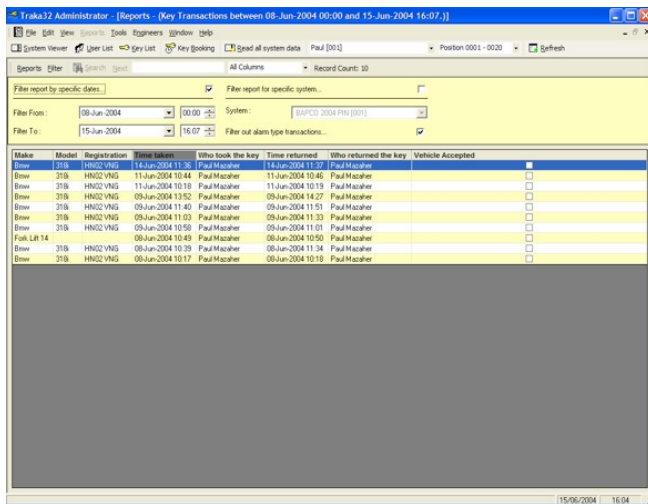 Traka32 Administrator - [Reports - (Key Transactions between 08-Jun-2004 00:00 and 15-Jun-2004 16:07.)]
File Edit View Reports Tools Engineers Window Help
System Viewer User List Key List Key Booking Read all system data Paul [001] Position 0001 - 0020 Refresh
Reports Filter Search Next All Columns Record Count: 10
Filter report by specific dates... Filter report for specific system...
Filter From : 08-Jun-2004 00:00 System : BAPCO 2004 PIN [001]
Filter To : 15-Jun-2004 16:07 Filter out alarm type transactions...
Make Model Registration Time taken Who took the key Time returned Who returned the key Vehicle Accepted
Bmw 318i HN02 VNG 14-Jun-2004 11:36 Paul Mazaher 14-Jun-2004 11:37 Paul Mazaher
Bmw 318i HN02 VNG 11-Jun-2004 10:44 Paul Mazaher 11-Jun-2004 10:46 Paul Mazaher
Bmw 318i HN02 VNG 11-Jun-2004 10:18 Paul Mazaher 11-Jun-2004 10:19 Paul Mazaher
Bmw 318i HN02 VNG 09-Jun-2004 13:52 Paul Mazaher 09-Jun-2004 14:27 Paul Mazaher
Bmw 318i HN02 VNG 09-Jun-2004 11:40 Paul Mazaher 09-Jun-2004 11:51 Paul Mazaher
Bmw 318i HN02 VNG 09-Jun-2004 11:03 Paul Mazaher 09-Jun-2004 11:33 Paul Mazaher
Bmw 318i HN02 VNG 09-Jun-2004 10:58 Paul Mazaher 09-Jun-2004 11:01 Paul Mazaher
Fork Lift 14 08-Jun-2004 10:49 Paul Mazaher 08-Jun-2004 10:50 Paul Mazaher
Bmw 318i HN02 VNG 08-Jun-2004 10:39 Paul Mazaher 08-Jun-2004 11:34 Paul Mazaher
Bmw 318i HN02 VNG 08-Jun-2004 10:17 Paul Mazaher 08-Jun-2004 10:18 Paul Mazaher
15/06/2004 16:04